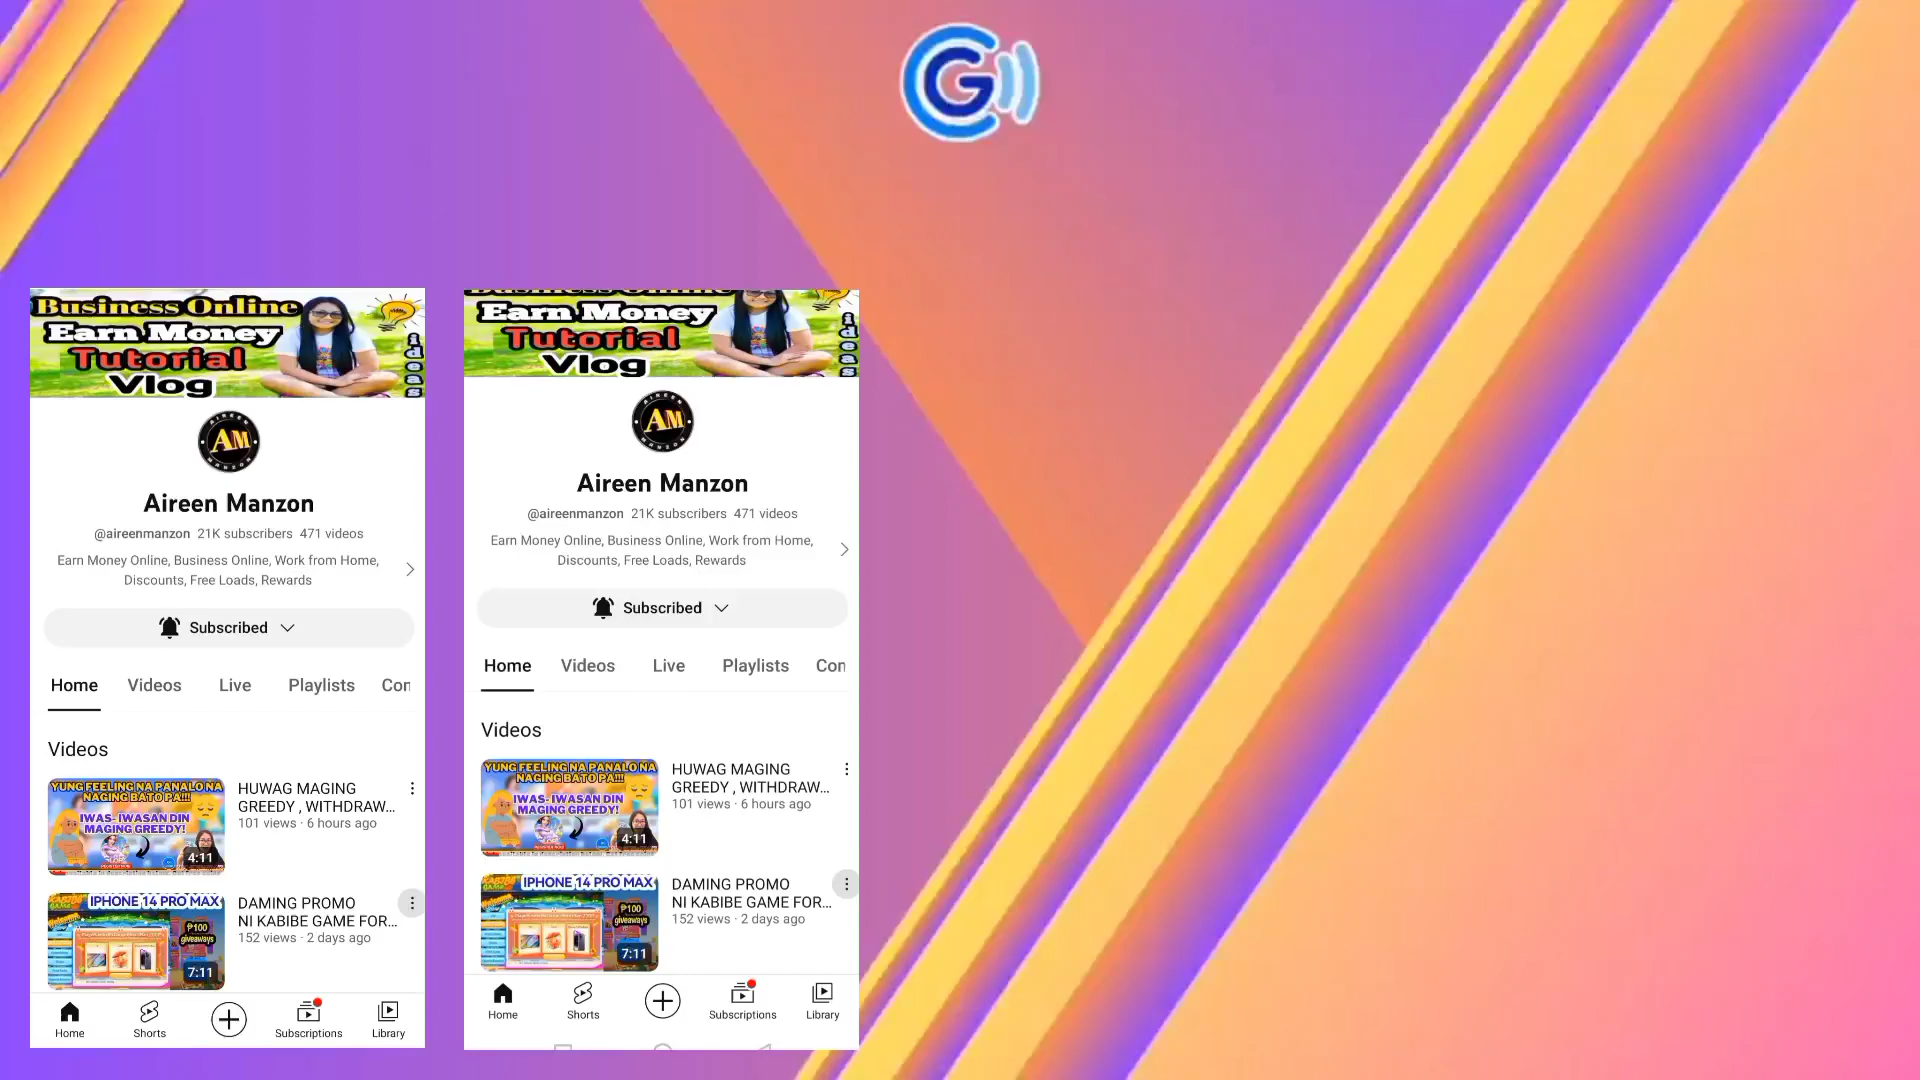 Business Online
Earn Money
Tutorial
Vlog
ideas
AM
AIREEN
MANZON
Aireen Manzon
@aireenmanzon 21K subscribers 471 videos
Earn Money Online, Business Online, Work from Home,
Discounts, Free Loads, Rewards
Subscribed
Home Videos Live Playlists Con
Videos
YUNG FEELING NA PANALO NA
NAGING BATO PA!!!
IWAS- IWASAN DIN
MAGING GREEDY!
4:11
HUWAG MAGING
GREEDY , WITHDRAW...
101 views · 6 hours ago
IPHONE 14 PRO MAX
₱100
giveaways
7:11
DAMING PROMO
NI KABIBE GAME FOR...
152 views · 2 days ago
Home Shorts Subscriptions Library
Earn Money
Tutorial
Vlog
ideas
AM
AIREEN
MANZON
Aireen Manzon
@aireenmanzon 21K subscribers 471 videos
Earn Money Online, Business Online, Work from Home,
Discounts, Free Loads, Rewards
Subscribed
Home Videos Live Playlists Con
Videos
YUNG FEELING NA PANALO NA
NAGING BATO PA!!!
IWAS- IWASAN DIN
MAGING GREEDY!
4:11
HUWAG MAGING
GREEDY , WITHDRAW...
101 views · 6 hours ago
IPHONE 14 PRO MAX
₱100
giveaways
7:11
DAMING PROMO
NI KABIBE GAME FOR...
152 views · 2 days ago
Home Shorts Subscriptions Library